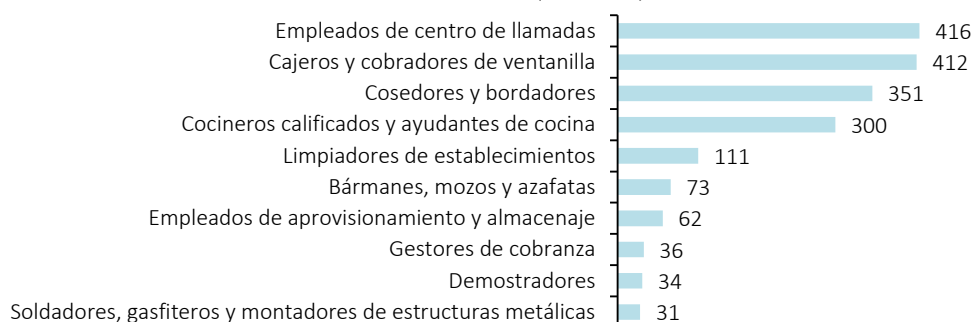 Empleados de centro de llamadas 416
Cajeros y cobradores de ventanilla 412
Cosedores y bordadores 351
Cocineros calificados y ayudantes de cocina 300
Limpiadores de establecimientos 111
Bármanes, mozos y azafatas 73
Empleados de aprovisionamiento y almacenaje 62
Gestores de cobranza 36
Demostradores 34
Soldadores, gasfiteros y montadores de estructuras metálicas 31